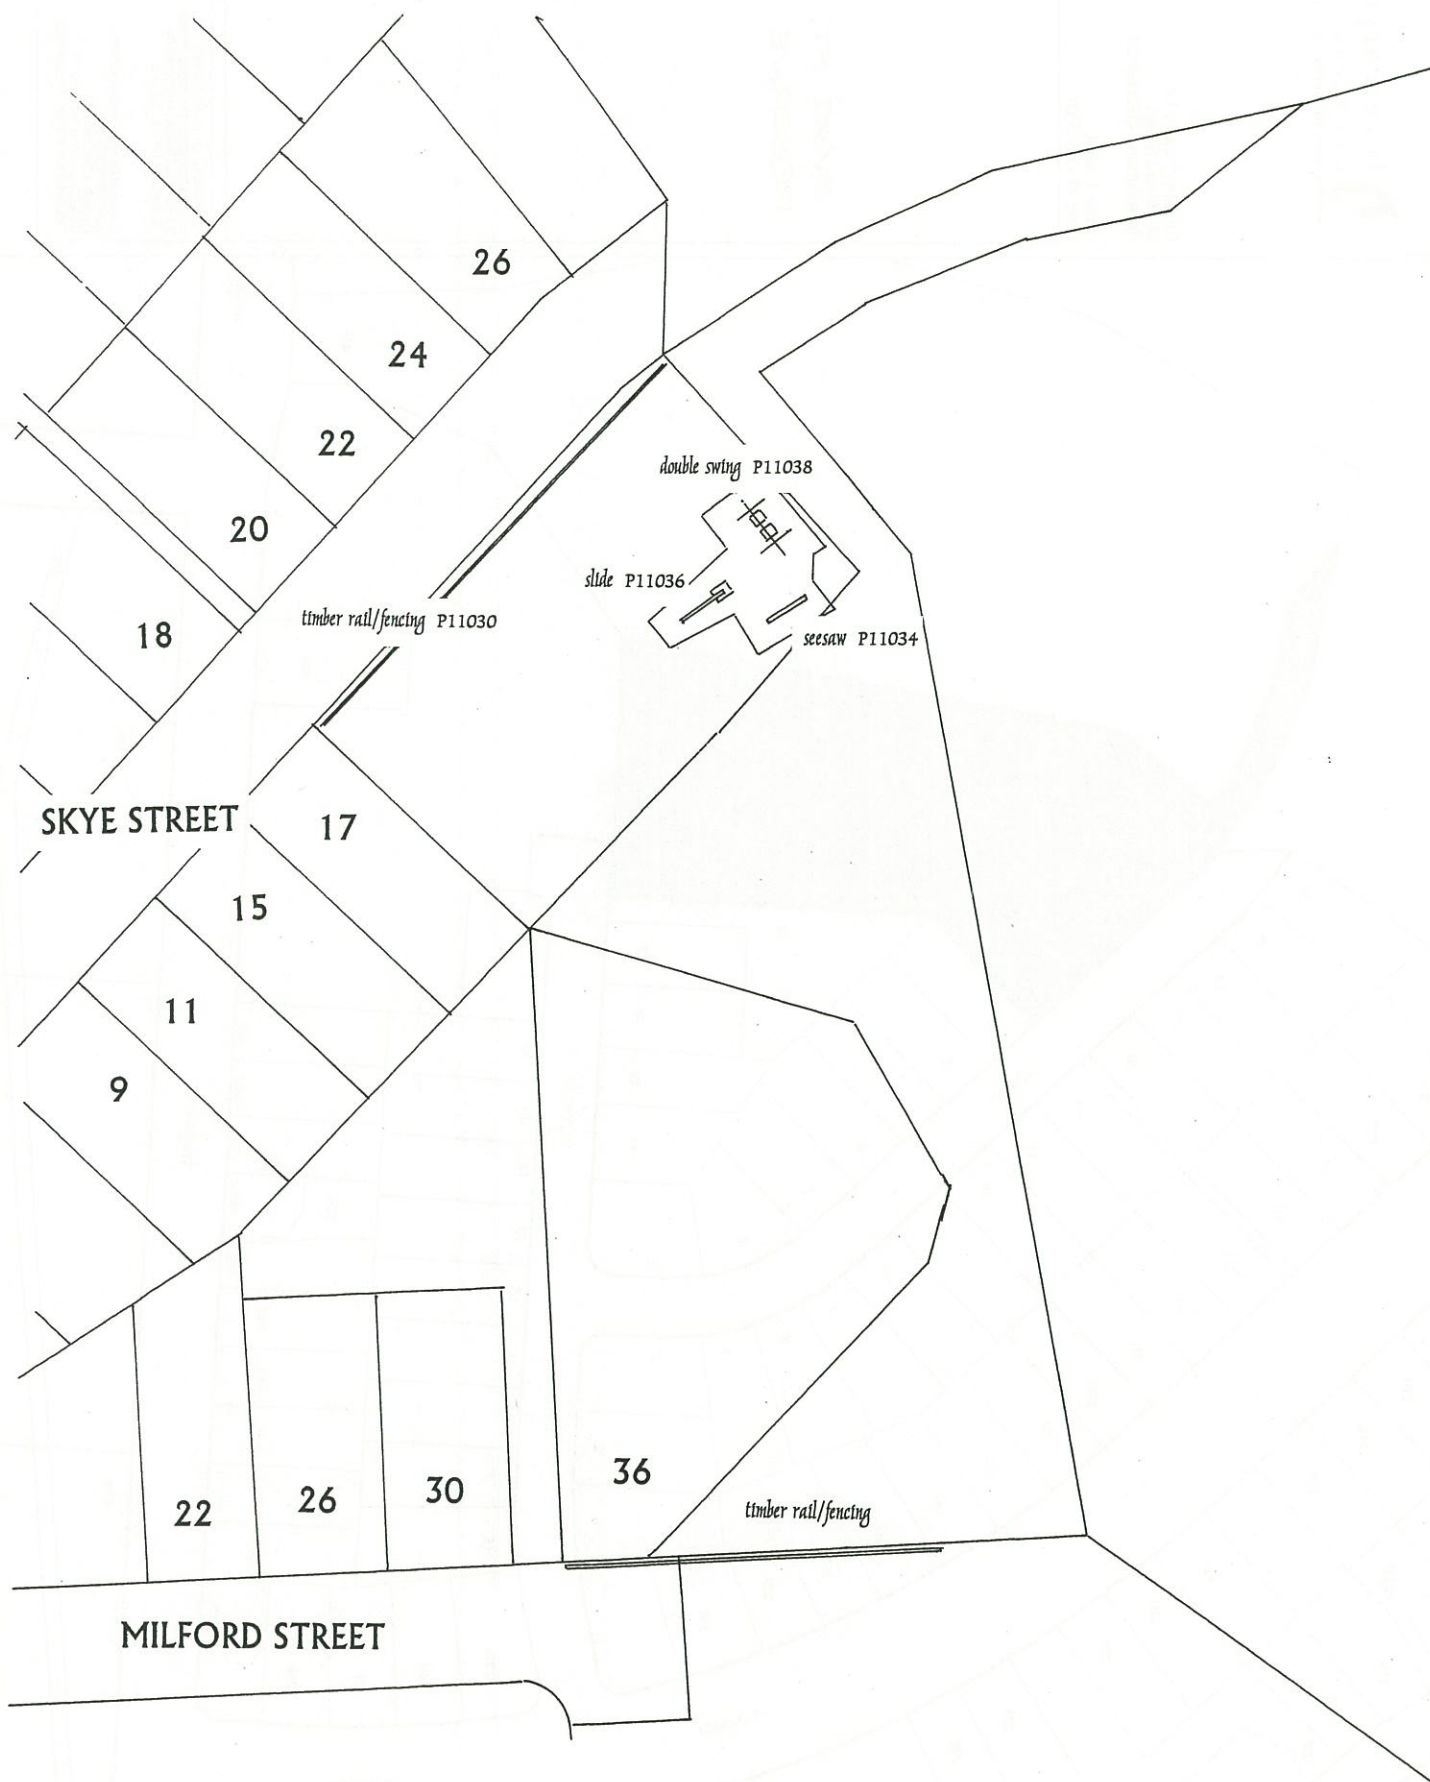 26
24
double swing P11038
22
20
slide P11036
timber rail/fencing P11030
18
seesaw P11034
SKYE STREET
17
15
11
9
36
30
26
22
timber rail/fencing
MILFORD STREET